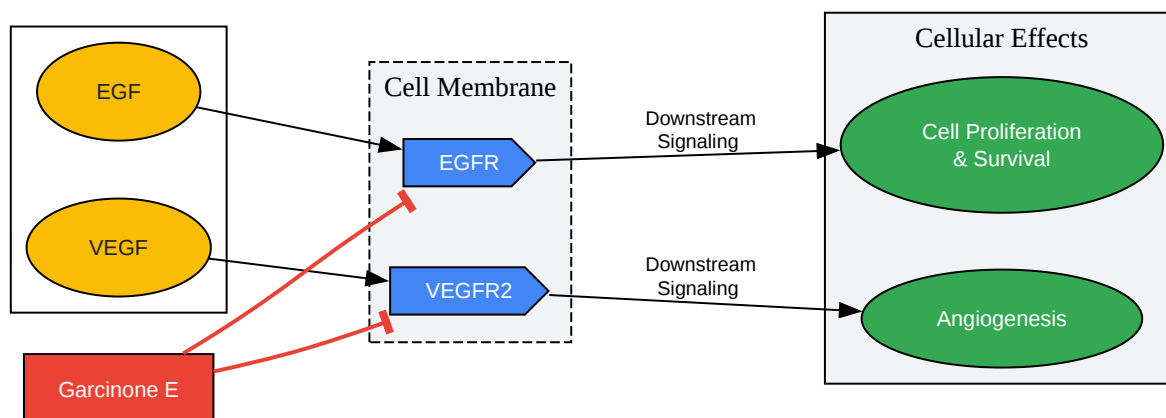 EGF
VEGF
Garcinone E
Cell Membrane
EGFR
VEGFR2
Downstream
Signaling
Downstream
Signaling
Cellular Effects
Cell Proliferation
& Survival
Angiogenesis